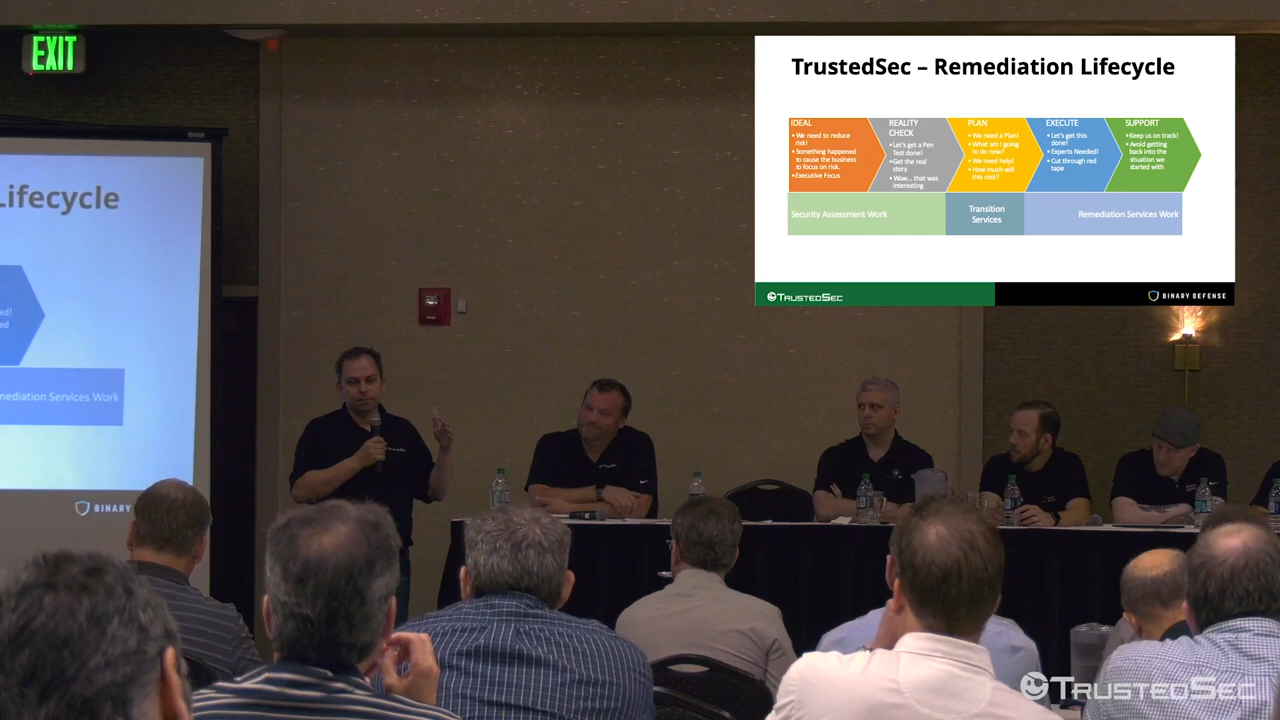 EXIT
Lifecycle
ed!
ed
mediation Services Work
BINARY
TrustedSec – Remediation Lifecycle
IDEAL
• We need to reduce
risk!
• Something happened
to cause the business
to focus on risk.
• Executive Focus
REALITY
CHECK
• Let's get a Pen
Test done!
• Get the real
story
• Wow... that was
interesting
PLAN
• We need a Plan!
• What am I going
to do now?
• We need help!
• How much will
this cost?
EXECUTE
• Let's get this
done!
• Experts Needed!
• Cut through red
tape
SUPPORT
• Keep us on track!
• Avoid getting
back into the
situation we
started with
Security Assessment Work
Transition
Services
Remediation Services Work
TRUSTEDSEC
BINARY DEFENSE
TRUSTEDSEC